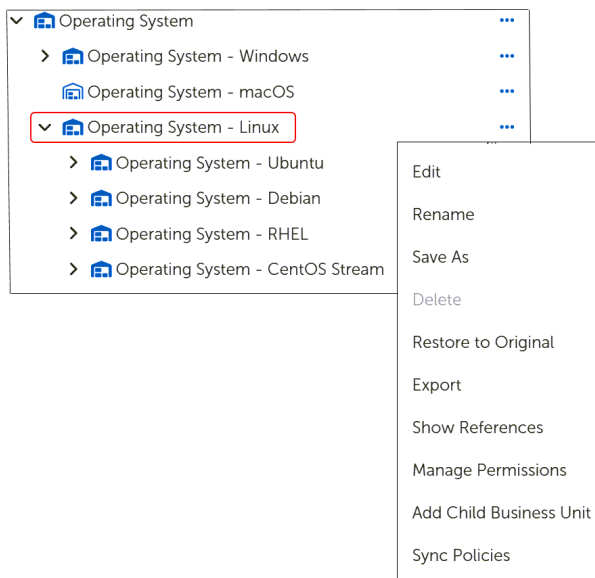 Operating System
Operating System - Windows
Operating System - macOS
Operating System - Linux
Operating System - Ubuntu
Operating System - Debian
Operating System - RHEL
Operating System - CentOS Stream
Edit
Rename
Save As
Delete
Restore to Original
Export
Show References
Manage Permissions
Add Child Business Unit
Sync Policies